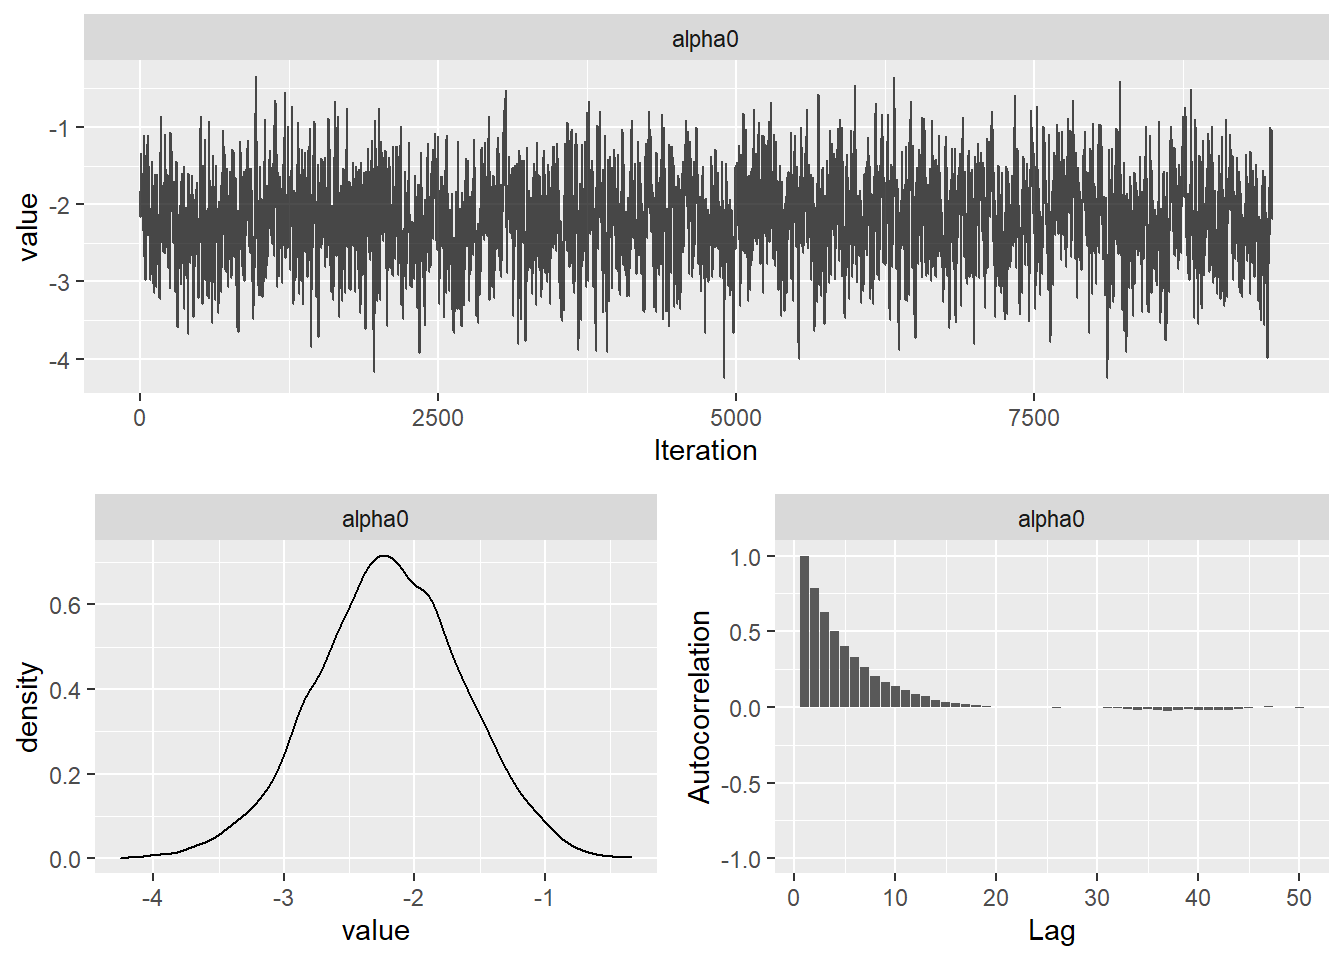 alpha0
value
-1
-2
-3
-4
0 2500 5000 7500
Iteration
alpha0
density
0.6
0.4
0.2
0.0
-4 -3 -2 -1
value
alpha0
Autocorrelation
1.0
0.5
0.0
-0.5
-1.0
0 10 20 30 40 50
Lag